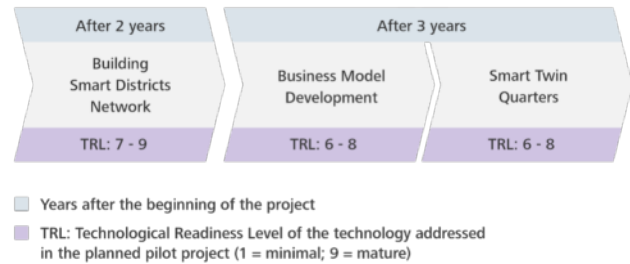 After 2 years
After 3 years
Building
Smart Districts
Network
Business Model
Development
Smart Twin
Quarters
TRL: 7 - 9
TRL: 6 - 8
TRL: 6 - 8
Years after the beginning of the project
TRL: Technological Readiness Level of the technology addressed
in the planned pilot project (1 = minimal; 9 = mature)